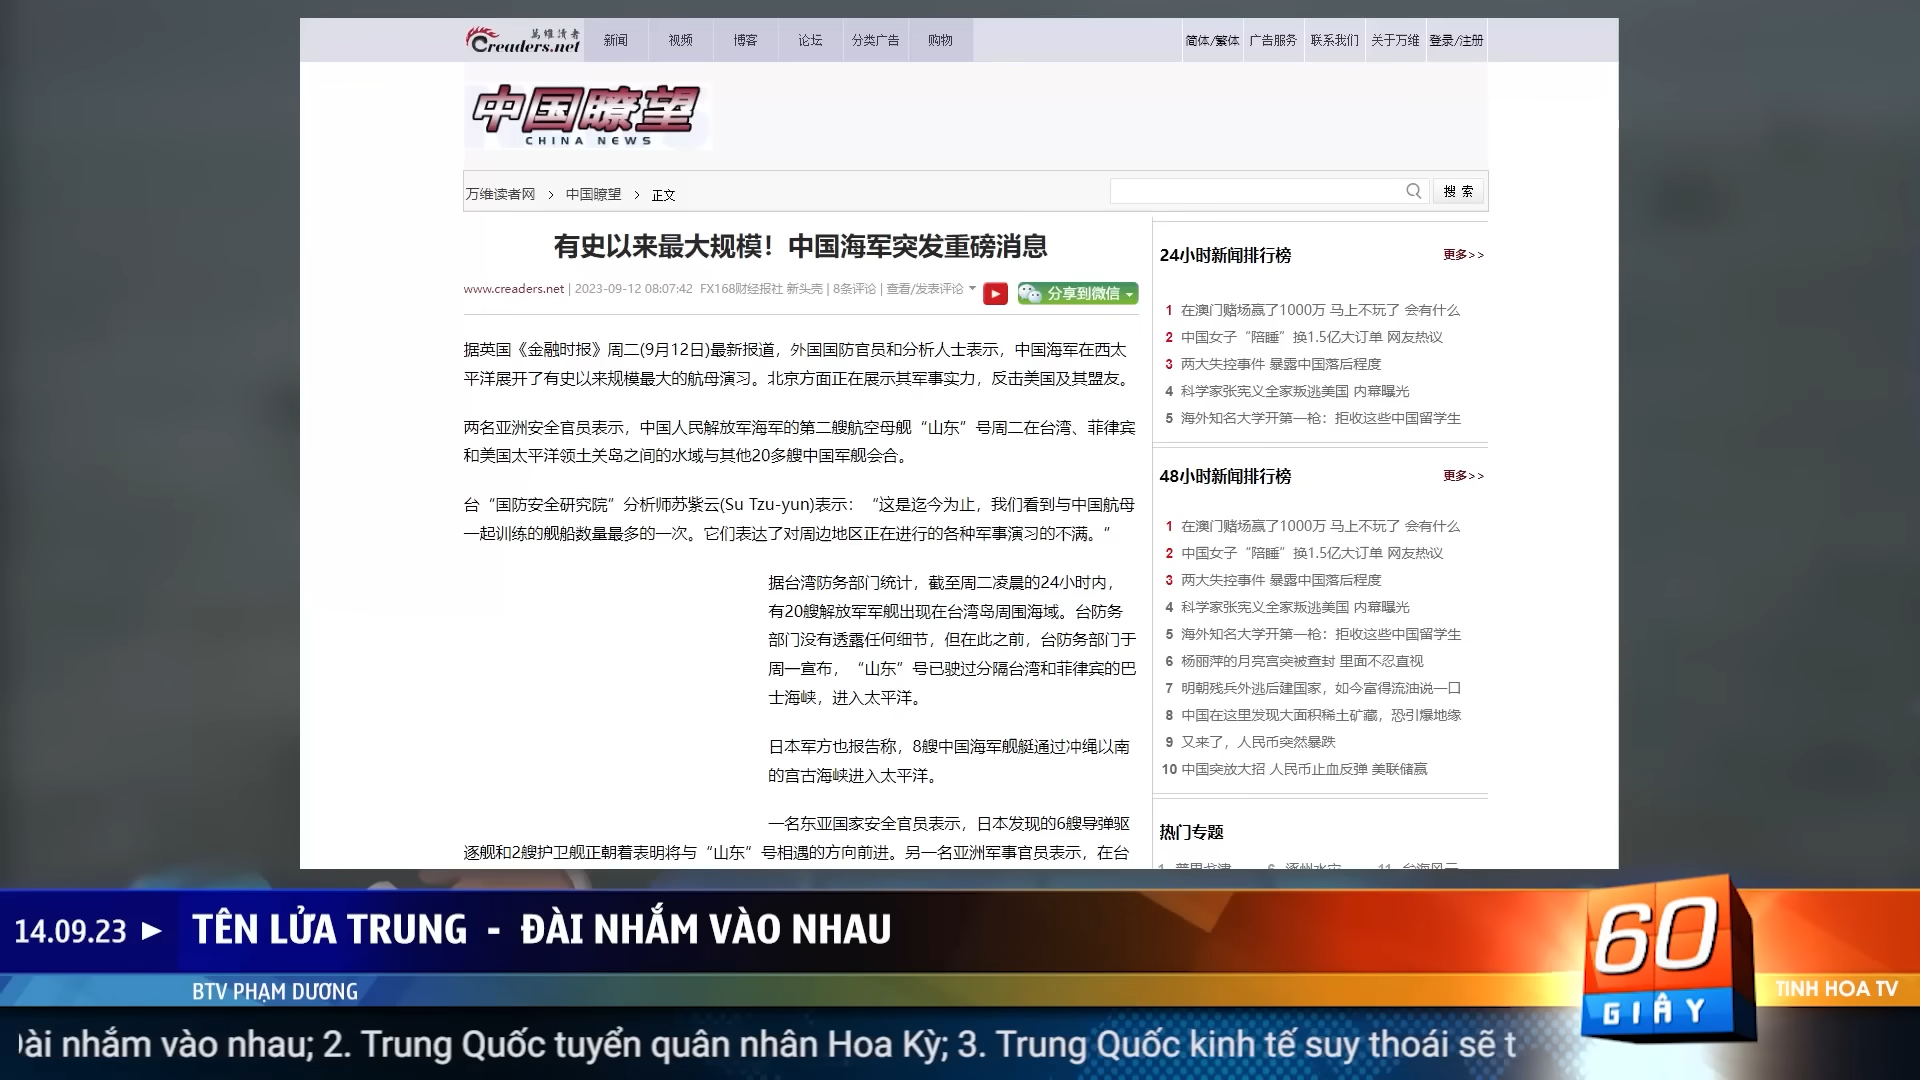 萬維讀者
Creaders.net
新闻 视频 博客 论坛 分类广告 购物
简体/繁体 广告服务 联系我们 关于万维 登录/注册
中国瞭望
CHINA NEWS
万维读者网 > 中国瞭望 > 正文
搜 索
有史以来最大规模！中国海军突发重磅消息
www.creaders.net | 2023-09-12 08:07:42 FX168财经报社 新头壳 | 8条评论 | 查看/发表评论
分享到微信
据英国《金融时报》周二(9月12日)最新报道，外国国防官员和分析人士表示，中国海军在西太
平洋展开了有史以来规模最大的航母演习。北京方面正在展示其军事实力，反击美国及其盟友。
两名亚洲安全官员表示，中国人民解放军海军的第二艘航空母舰“山东”号周二在台湾、菲律宾
和美国太平洋领土关岛之间的水域与其他20多艘中国军舰会合。
台“国防安全研究院”分析师苏紫云(Su Tzu-yun)表示：“这是迄今为止，我们看到与中国航母
一起训练的舰船数量最多的一次。它们表达了对周边地区正在进行的各种军事演习的不满。”
据台湾防务部门统计，截至周二凌晨的24小时内，
有20艘解放军军舰出现在台湾岛周围海域。台防务
部门没有透露任何细节，但在此之前，台防务部门于
周一宣布，“山东”号已驶过分隔台湾和菲律宾的巴
士海峡，进入太平洋。
日本军方也报告称，8艘中国海军舰艇通过冲绳以南
的宫古海峡进入太平洋。
一名东亚国家安全官员表示，日本发现的6艘导弹驱
逐舰和2艘护卫舰正朝着表明将与“山东”号相遇的方向前进。另一名亚洲军事官员表示，在台
24小时新闻排行榜 更多>>
1 在澳门赌场赢了1000万 马上不玩了 会有什么
2 中国女子“陪睡”换1.5亿大订单 网友热议
3 两大失控事件 暴露中国落后程度
4 科学家张宪义全家叛逃美国 内幕曝光
5 海外知名大学开第一枪：拒收这些中国留学生
48小时新闻排行榜 更多>>
1 在澳门赌场赢了1000万 马上不玩了 会有什么
2 中国女子“陪睡”换1.5亿大订单 网友热议
3 两大失控事件 暴露中国落后程度
4 科学家张宪义全家叛逃美国 内幕曝光
5 海外知名大学开第一枪：拒收这些中国留学生
6 杨丽萍的月亮宫突被查封 里面不忍直视
7 明朝残兵外逃后建国家，如今富得流油说一口
8 中国在这里发现大面积稀土矿藏，恐引爆地缘
9 又来了，人民币突然暴跌
10 中国突放大招 人民币止血反弹 美联储赢
热门专题
14.09.23 ► TÊN LỬA TRUNG - ĐÀI NHẮM VÀO NHAU
BTV PHẠM DƯƠNG
60
GIÂY
TINH HOA TV
Đài nhắm vào nhau; 2. Trung Quốc tuyển quân nhân Hoa Kỳ; 3. Trung Quốc kinh tế suy thoái sẽ t